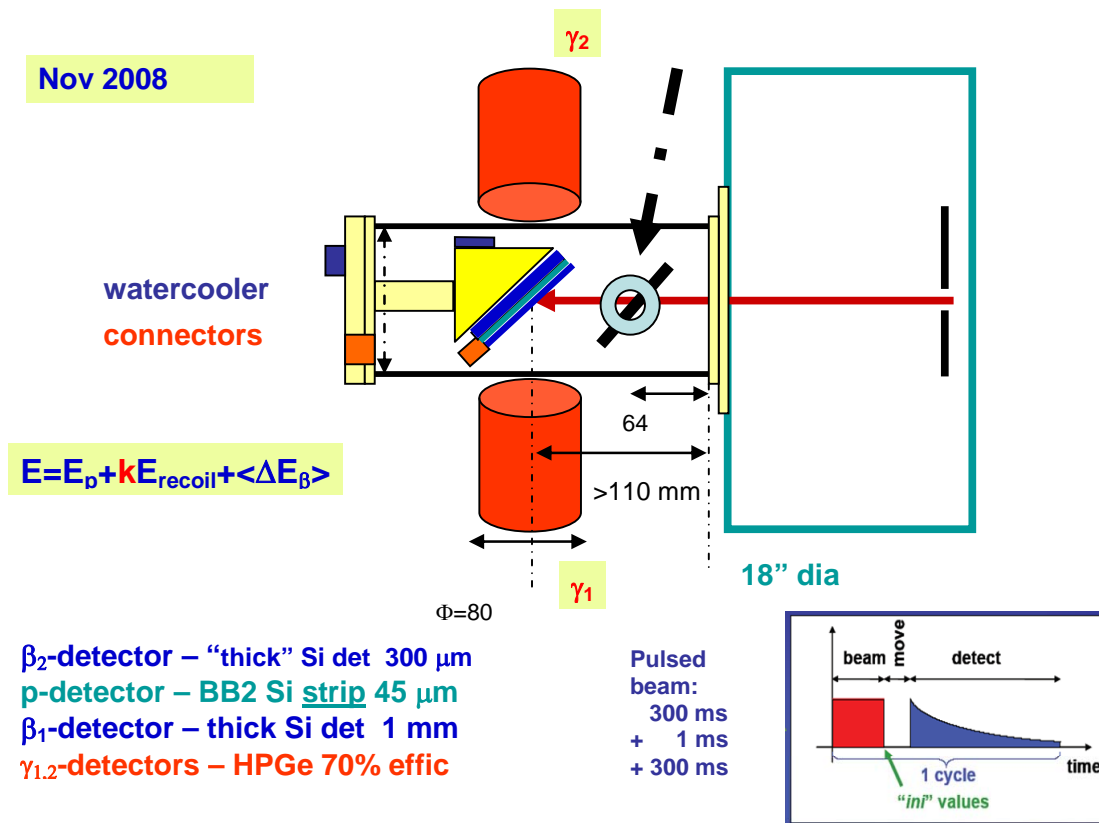 γ2
Nov 2008
watercooler
connectors
64
E=Ep+kErecoil+<ΔEβ>
>110 mm
18” dia
γ1
Φ=80
β2-detector – “thick” Si det 300 μm
p-detector – BB2 Si strip 45 μm
β1-detector – thick Si det 1 mm
γ1.2-detectors – HPGe 70% effic
Pulsed
beam:
300 ms
+ 1 ms
+ 300 ms
beam
move
detect
time
1 cycle
“ini” values